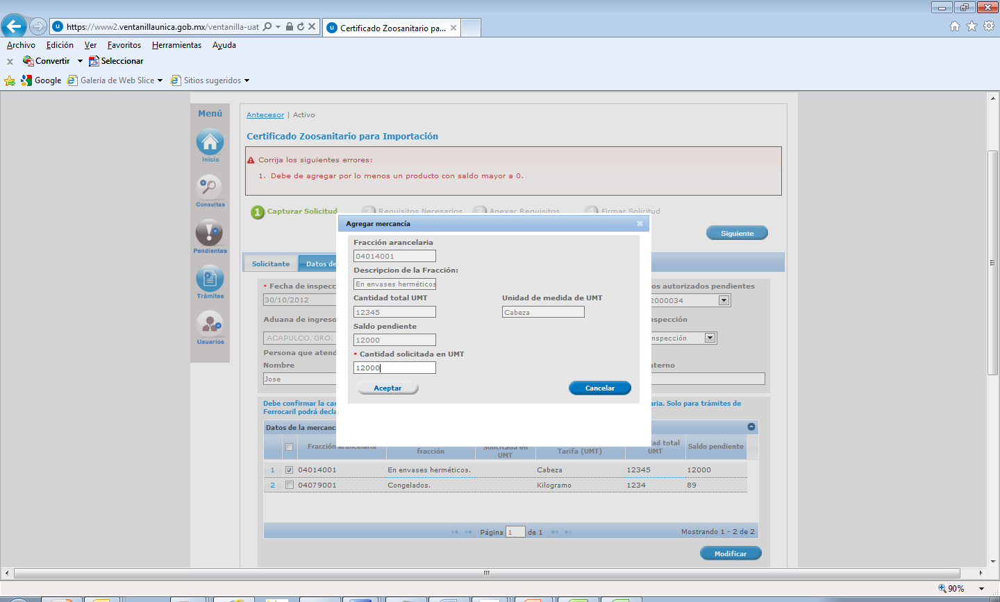 https://www2.ventanillaunica.gob.mx/ventanilla-uat
Certificado Zoosanitario pa...
Archivo Edición Ver Favoritos Herramientas Ayuda
x Convertir Seleccionar
Google Galería de Web Slice Sitios sugeridos
Menú
Inicio
Consultas
Pendientes
Trámites
Usuarios
Antecesor | Activo
Certificado Zoosanitario para Importación
Corrija los siguientes errores:
1. Debe de agregar por lo menos un producto con saldo mayor a 0.
1 Capturar Solicitud 2 Requisitos Necesarios 3 Anexar Requisitos 4 Firmar Solicitud
Siguiente
Solicitante Datos de
Agregar mercancía
Fracción arancelaria
04014001
Descripcion de la Fracción:
En envases herméticos
Cantidad total UMT Unidad de medida de UMT
12345 Cabeza
Saldo pendiente
12000
* Cantidad solicitada en UMT
12000
Aceptar Cancelar
* Fecha de inspecc os autorizados pendientes
30/10/2012 2000034
Aduana de ingreso spección
ACAPULCO, GRO. nspección
Persona que atend
Nombre aterno
Jose
Debe confirmar la can aria. Solo para trámites de
Ferrocaril podrá decla
Datos de la mercanc
Fracción arancelaria fracción Solicitada en UMT Tarifa (UMT) dad total UMT Saldo pendiente
1 04014001 En envases herméticos. Cabeza 12345 12000
2 04079001 Congelados. Kilogramo 1234 89
Página 1 de 1 Mostrando 1 - 2 de 2
Modificar
90%